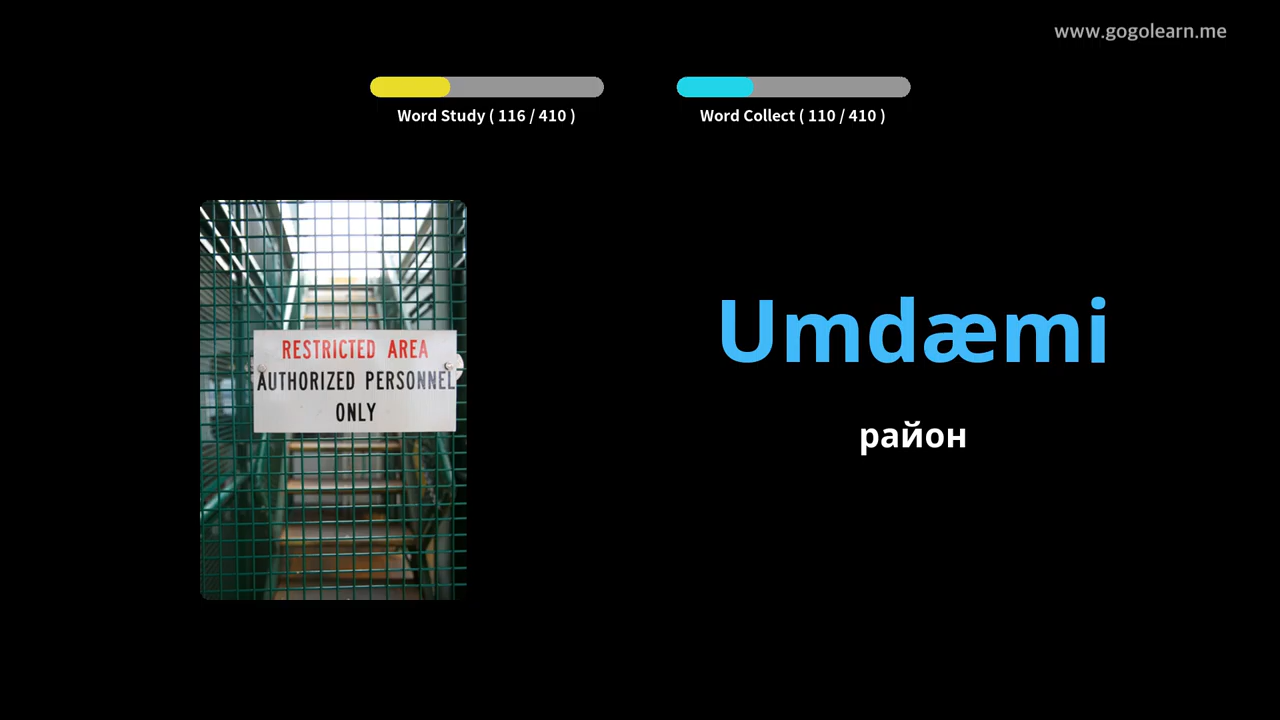 www.gogolearn.me
Word Study ( 116 / 410 )
Word Collect ( 110 / 410 )
RESTRICTED AREA
AUTHORIZED PERSONNEL
ONLY
Umdæmi
район